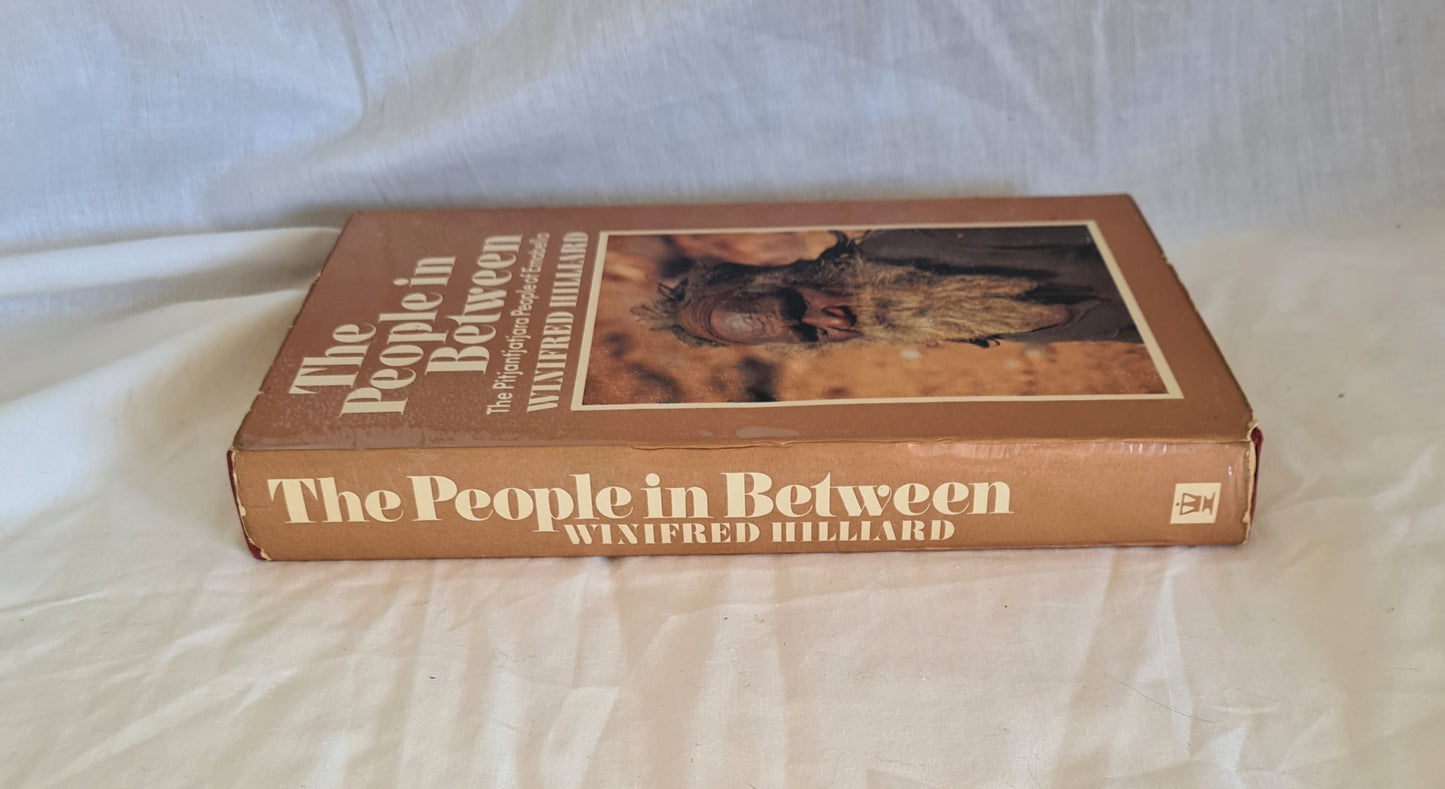 The
People in
Between
The Pitjantjatjara People of Ernabella
WINIFRED HILLIARD
The People in Between
WINIFRED HILLIARD